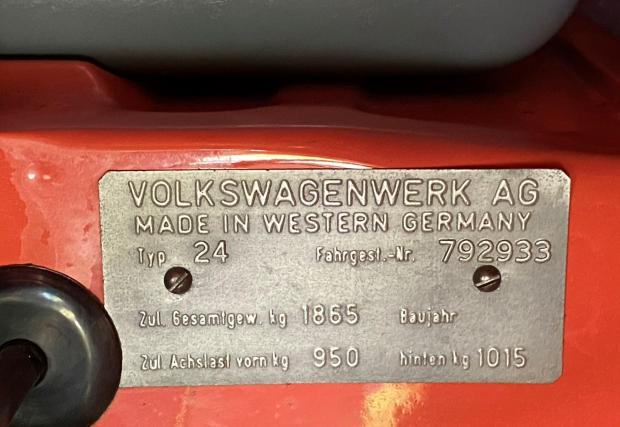 VOLKSWAGENWERK AG
MADE IN WESTERN GERMANY
Typ 24 Fahrgest.-Nr. 792933
Zul. Gesamtgew. kg 1865 Baujahr
Zul. Achslast vorn kg 950 hinten kg 1015